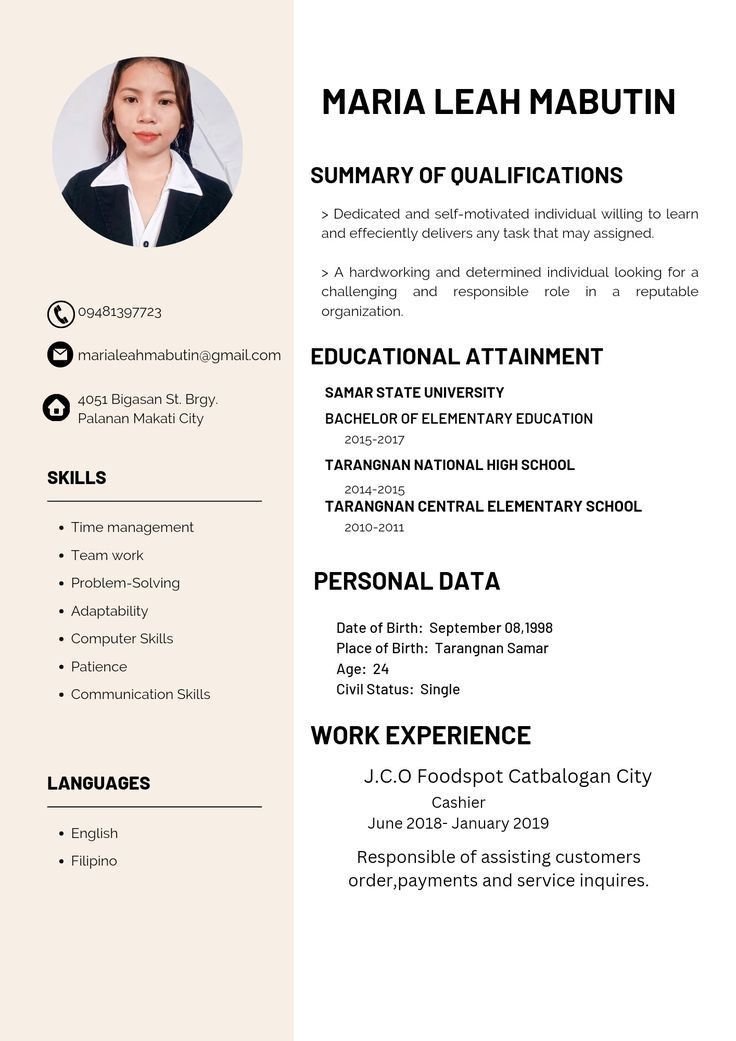 MARIA LEAH MABUTIN
09481397723
marialeahmabutin@gmail.com
4051 Bigasan St. Brgy.
Palanan Makati City
SKILLS
Time management
Team work
Problem-Solving
Adaptability
Computer Skills
Patience
Communication Skills
LANGUAGES
English
Filipino
SUMMARY OF QUALIFICATIONS
> Dedicated and self-motivated individual willing to learn
and effeciently delivers any task that may assigned.
> A hardworking and determined individual looking for a
challenging and responsible role in a reputable
organization.
EDUCATIONAL ATTAINMENT
SAMAR STATE UNIVERSITY
BACHELOR OF ELEMENTARY EDUCATION
2015-2017
TARANGNAN NATIONAL HIGH SCHOOL
2014-2015
TARANGNAN CENTRAL ELEMENTARY SCHOOL
2010-2011
PERSONAL DATA
Date of Birth: September 08,1998
Place of Birth: Tarangnan Samar
Age: 24
Civil Status: Single
WORK EXPERIENCE
J.C.O Foodspot Catbalogan City
Cashier
June 2018- January 2019
Responsible of assisting customers
order,payments and service inquires.